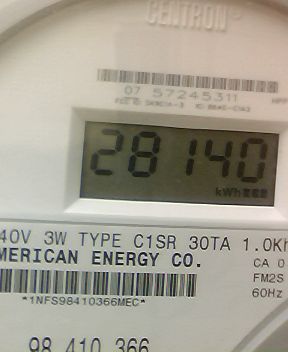 CENTRON®
07 57245311
28140
kWh
40V 3W TYPE C1SR 30TA 1.0Kh
MERICAN ENERGY CO.
CA 0
FM2S
60Hz
*1NFS98410366MEC*
98 410 366